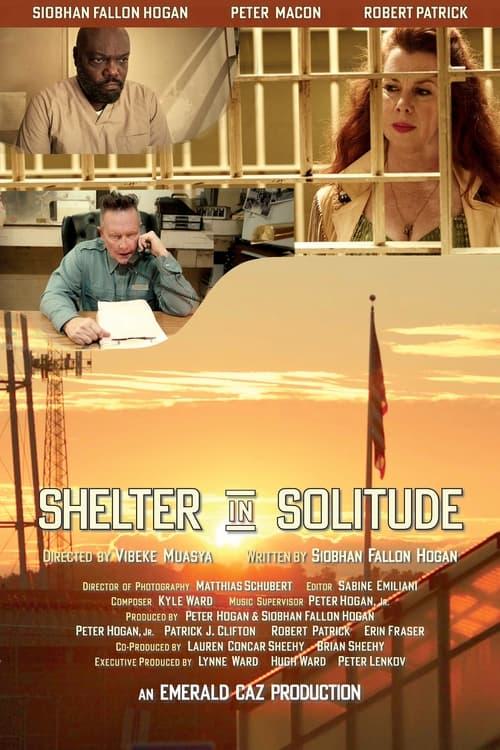 SIOBHAN FALLON HOGAN PETER MACON ROBERT PATRICK
SHELTER IN SOLITUDE
DIRECTED BY VIBEKE MUASYA WRITTEN BY SIOBHAN FALLON HOGAN
DIRECTOR OF PHOTOGRAPHY MATTHIAS SCHUBERT EDITOR SABINE EMILIANI
COMPOSER KYLE WARD MUSIC SUPERVISOR PETER HOGAN, JR.
PRODUCED BY PETER HOGAN & SIOBHAN FALLON HOGAN
PETER HOGAN, JR. PATRICK J. CLIFTON ROBERT PATRICK ERIN FRASER
CO-PRODUCED BY LAUREN CONCAR SHEEHY BRIAN SHEEHY
EXECUTIVE PRODUCED BY LYNNE WARD HUGH WARD PETER LENKOV
AN EMERALD CAZ PRODUCTION